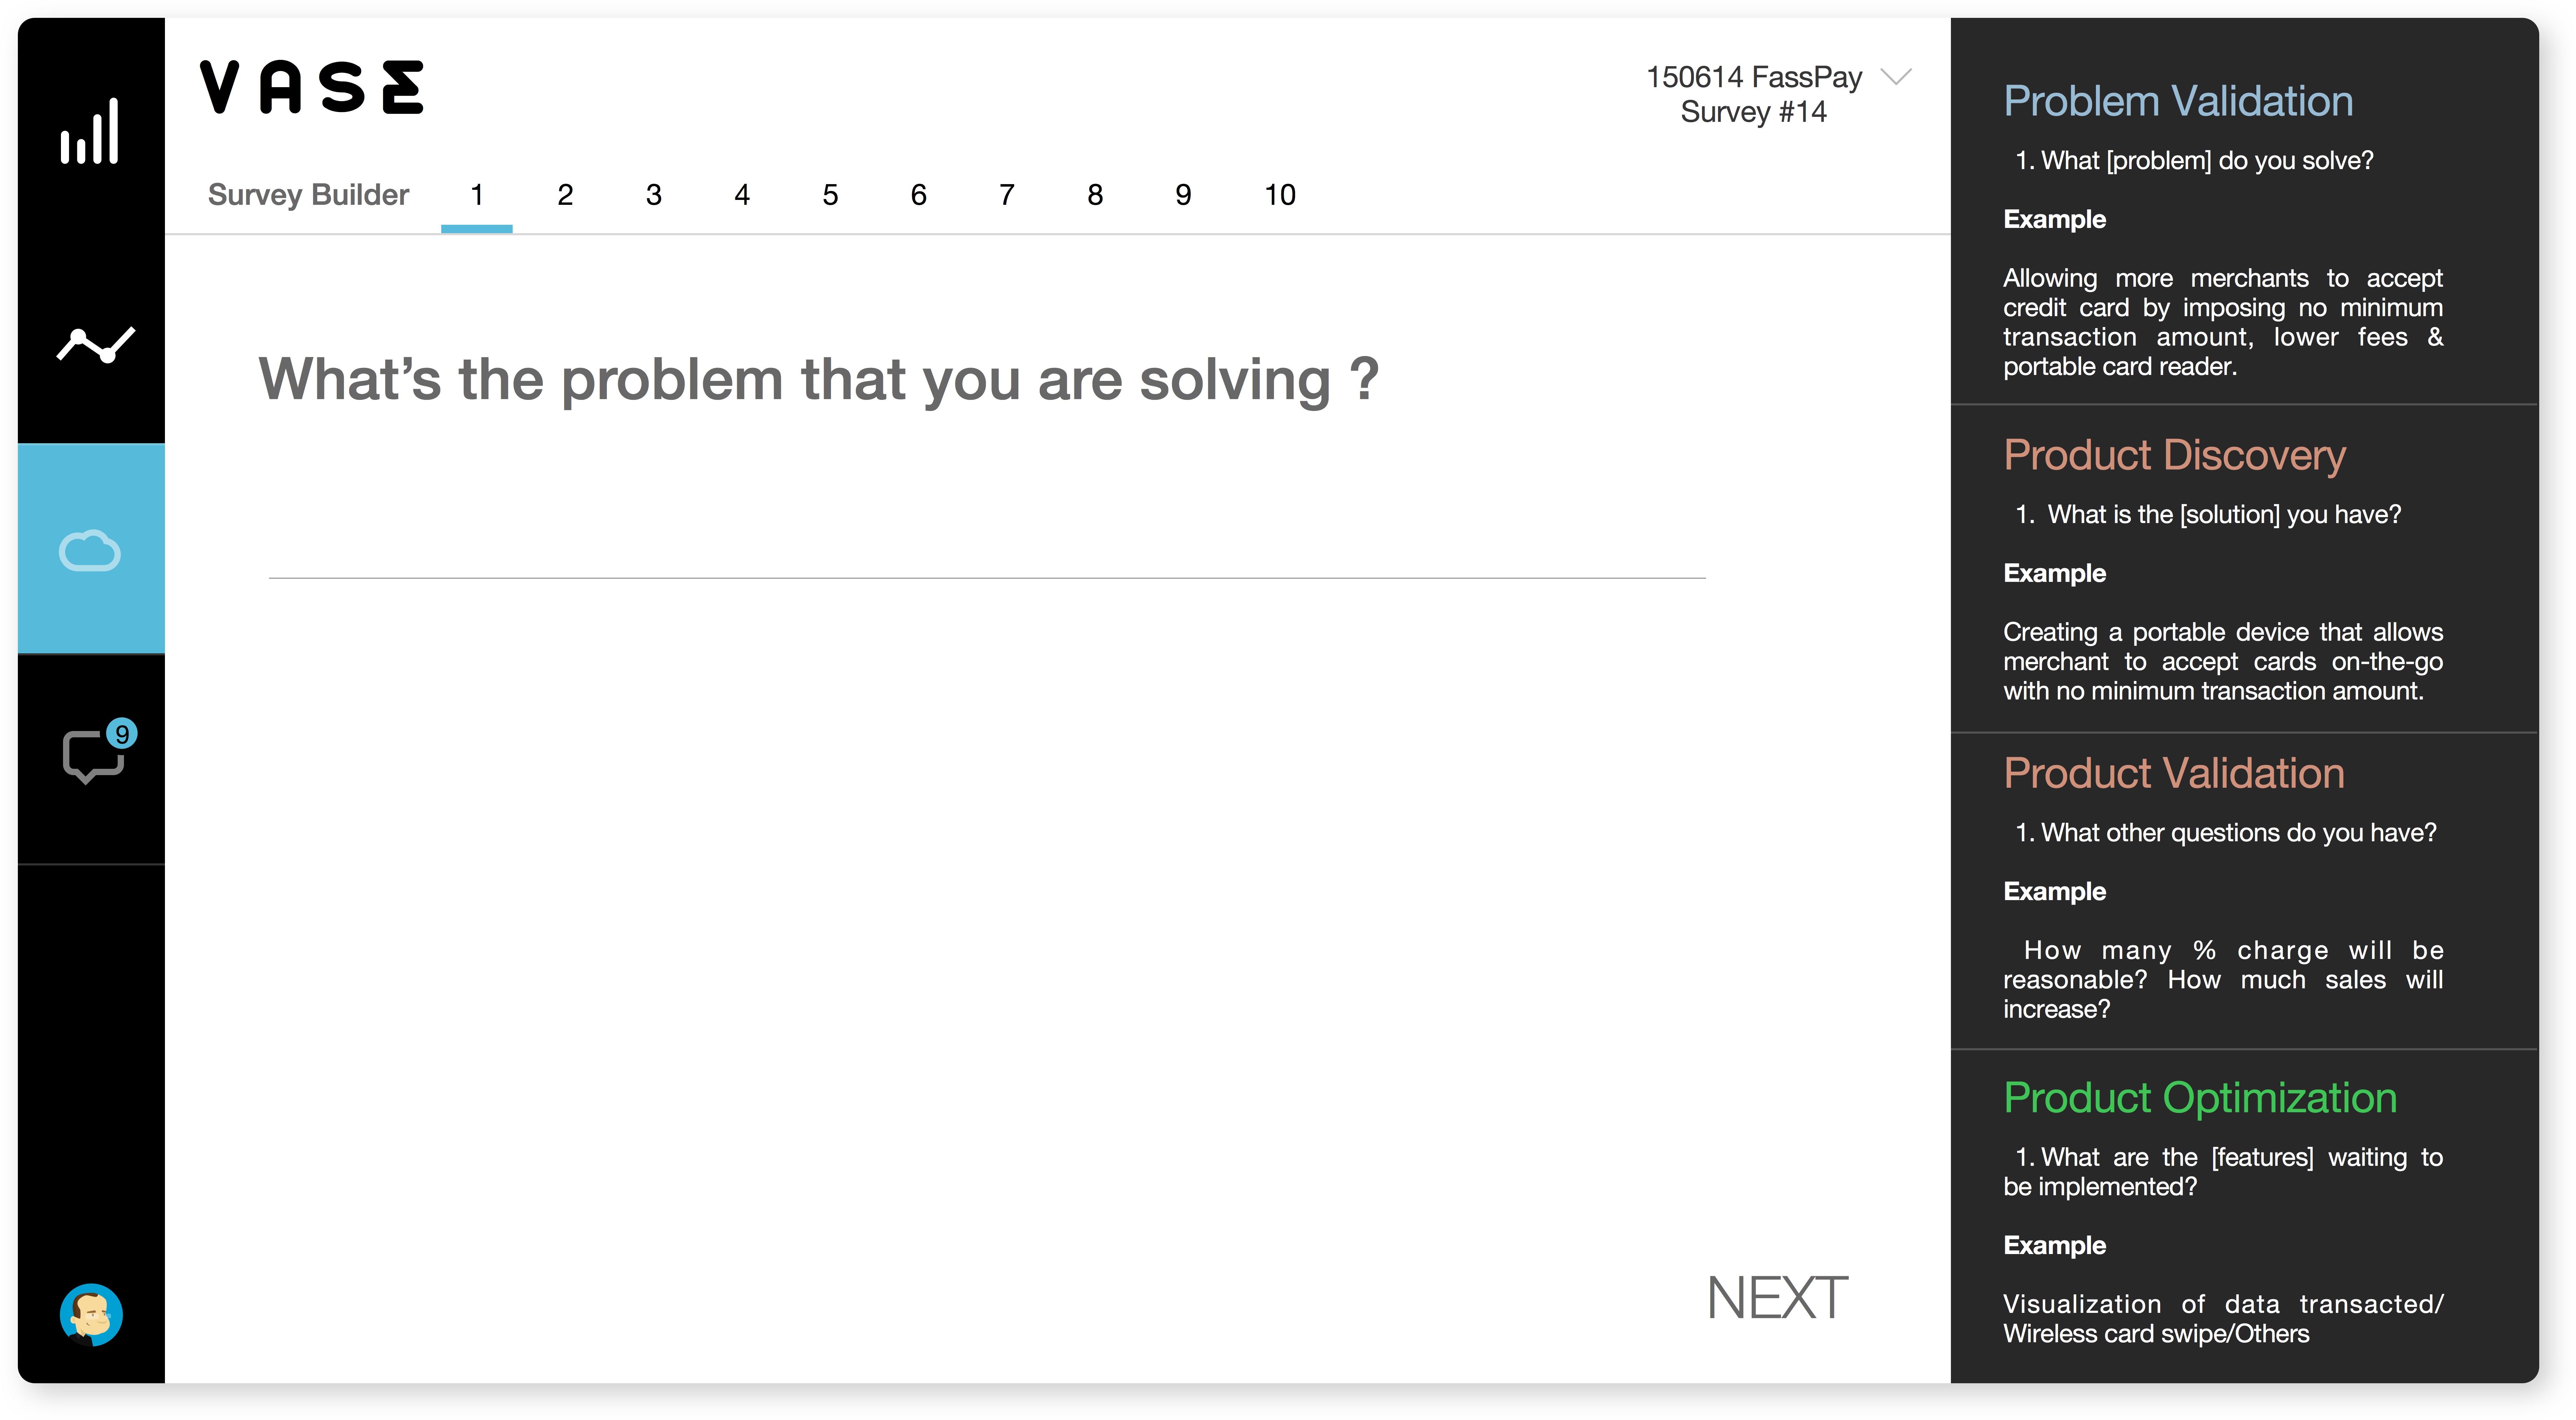 VASE
150614 FassPay
Survey #14
Survey Builder 1 2 3 4 5 6 7 8 9 10
What’s the problem that you are solving ?
NEXT
9
Problem Validation
1. What [problem] do you solve?
Example
Allowing more merchants to accept
credit card by imposing no minimum
transaction amount, lower fees &
portable card reader.
Product Discovery
1. What is the [solution] you have?
Example
Creating a portable device that allows
merchant to accept cards on-the-go
with no minimum transaction amount.
Product Validation
1. What other questions do you have?
Example
How many % charge will be
reasonable? How much sales will
increase?
Product Optimization
1. What are the [features] waiting to
be implemented?
Example
Visualization of data transacted/
Wireless card swipe/Others